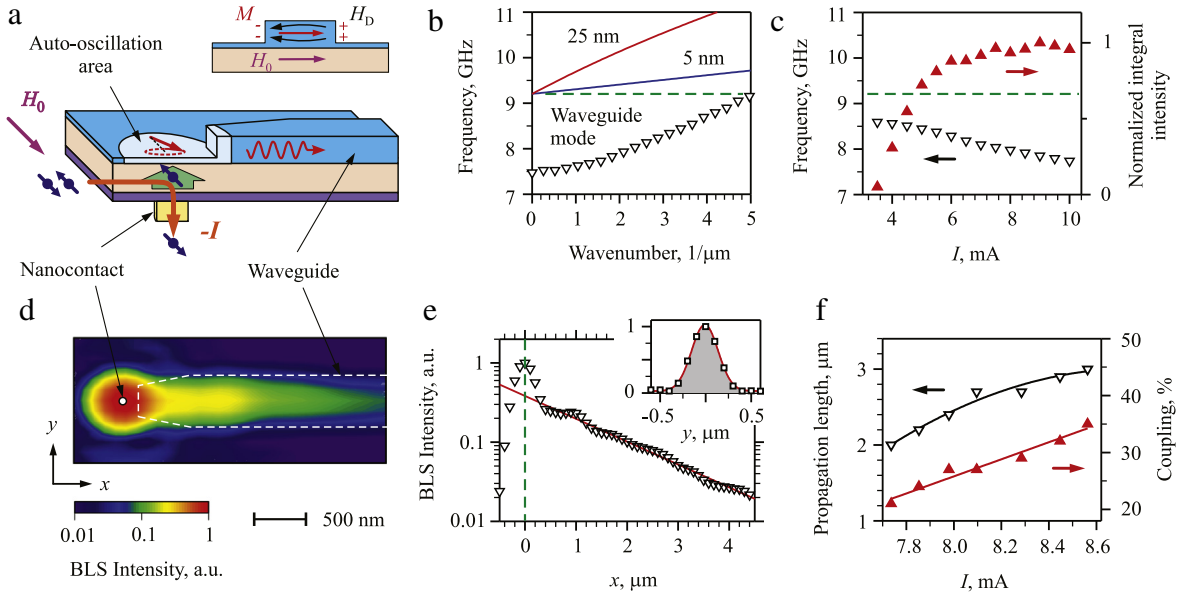 a
M
H_D
- -
+ +
H_0
Auto-oscillation
area
H_0
-I
Nanocontact
Waveguide
b
Frequency, GHz
11
10
9
8
7
25 nm
5 nm
Waveguide
mode
0 1 2 3 4 5
Wavenumber, 1/μm
c
Frequency, GHz
11
10
9
8
7
1
0
Normalized integral
intensity
4 6 8 10
I, mA
d
y
x
0.01 0.1 1
BLS Intensity, a.u.
500 nm
e
BLS Intensity, a.u.
1
0.1
0.01
0 1 2 3 4
x, μm
1
0
-0.5 0.0 0.5
y, μm
f
Propagation length, μm
3
2
1
50
40
30
20
Coupling, %
7.8 8.0 8.2 8.4 8.6
I, mA